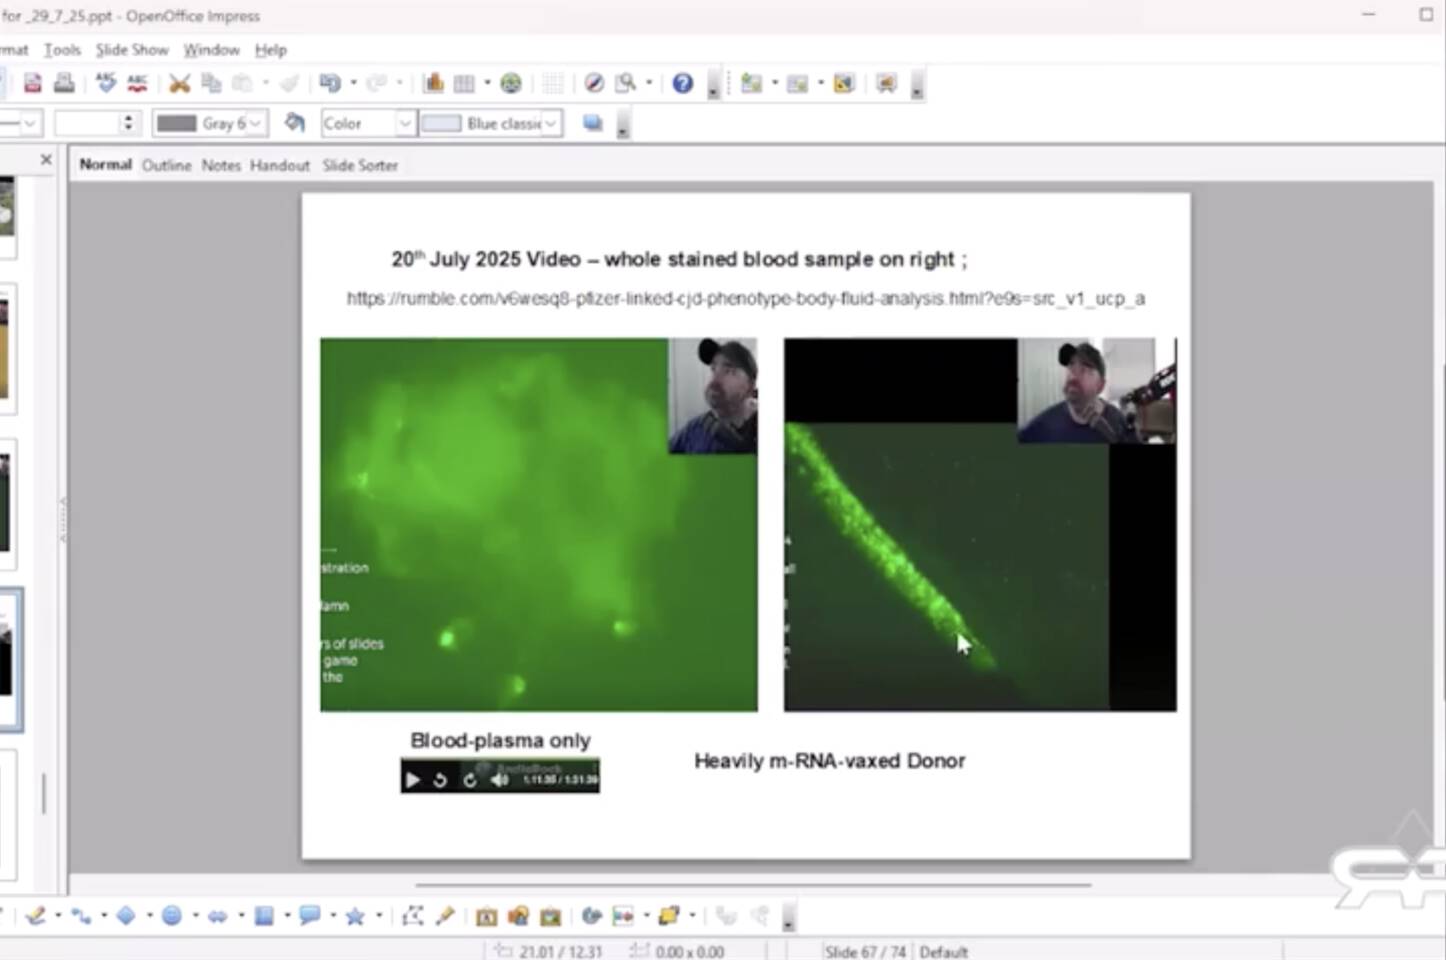 for _29_7_25.ppt - OpenOffice Impress
rmat Tools Slide Show Window Help
Gray 6 Color Blue classic
Normal Outline Notes Handout Slide Sorter
20th July 2025 Video – whole stained blood sample on right ;
https://rumble.com/v6wesq8-pfizer-linked-cjd-phenotype-body-fluid-analysis.html?e9s=src_v1_ucp_a
stration
lamn
rs of slides
game
the
Blood-plasma only
1:11:35 / 1:31:39
Heavily m-RNA-vaxed Donor
21.01 / 12.31 0.00 x 0.00 Slide 67 / 74 Default